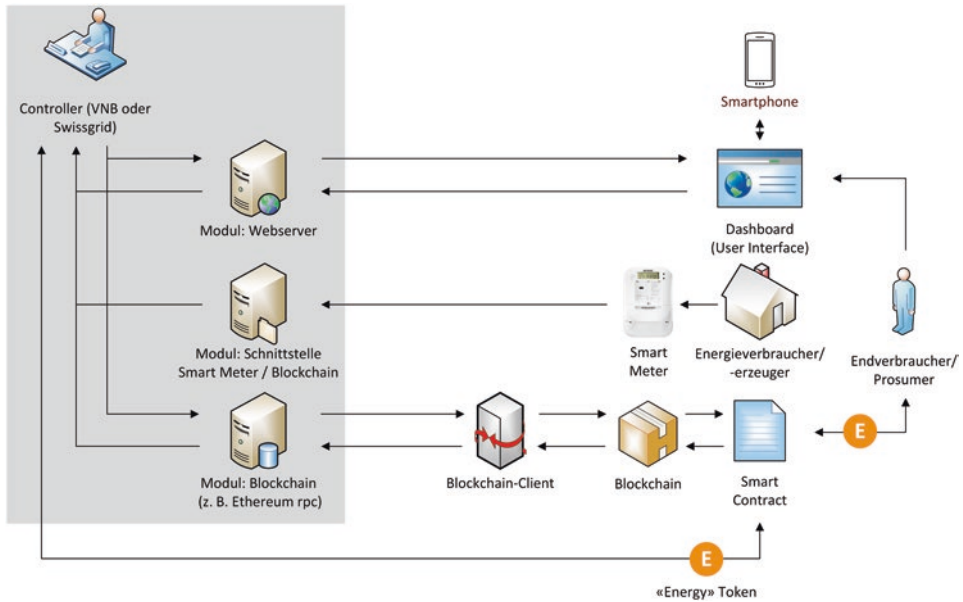 Controller (VNB oder
Swissgrid)
Smartphone
Modul: Webserver
Dashboard
(User Interface)
Modul: Schnittstelle
Smart Meter / Blockchain
Smart
Meter
Energieverbraucher/
-erzeuger
Endverbraucher/
Prosumer
E
Modul: Blockchain
(z. B. Ethereum rpc)
Blockchain-Client
Blockchain
Smart
Contract
E
«Energy» Token